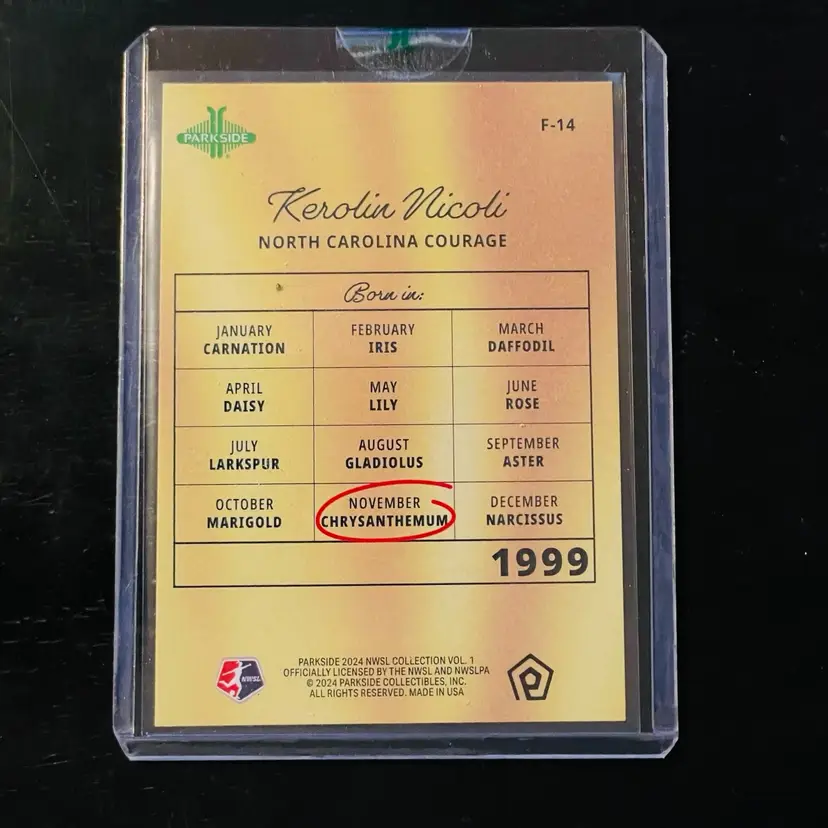 PARKSIDE
F-14
Kerolin Nicoli
NORTH CAROLINA COURAGE
Born in:
JANUARY
CARNATION
FEBRUARY
IRIS
MARCH
DAFFODIL
APRIL
DAISY
MAY
LILY
JUNE
ROSE
JULY
LARKSPUR
AUGUST
GLADIOLUS
SEPTEMBER
ASTER
OCTOBER
MARIGOLD
NOVEMBER
CHRYSANTHEMUM
DECEMBER
NARCISSUS
1999
NWSL
PARKSIDE 2024 NWSL COLLECTION VOL. 1
OFFICIALLY LICENSED BY THE NWSL AND NWSLPA
© 2024 PARKSIDE COLLECTIBLES, INC.
ALL RIGHTS RESERVED. MADE IN USA